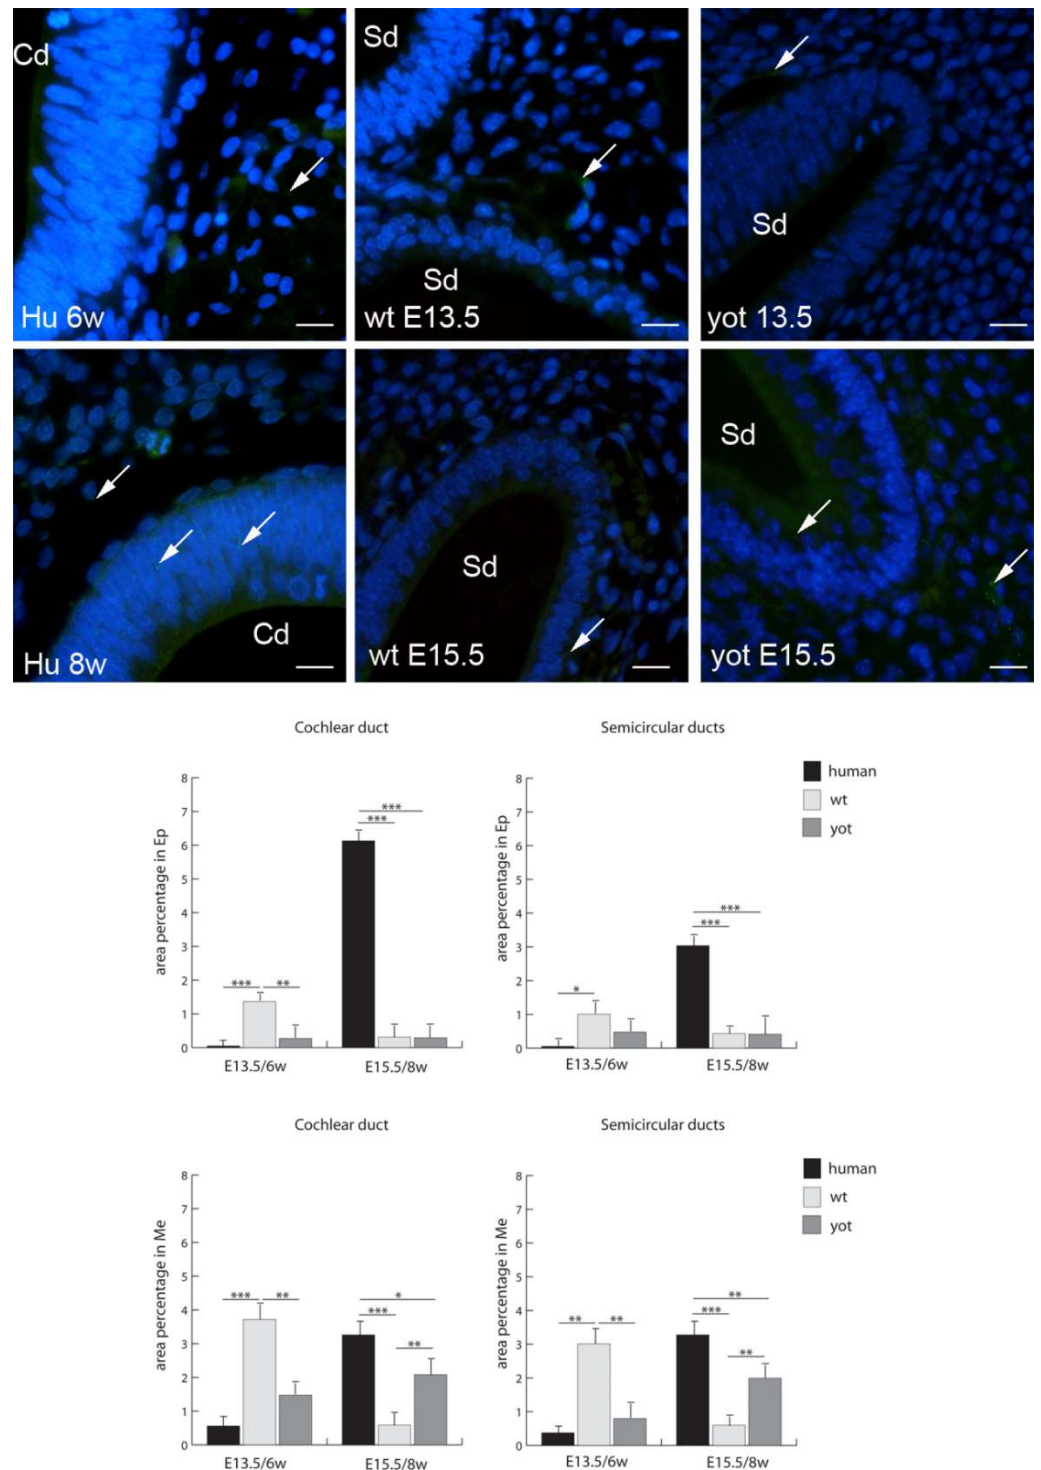 Cd
Hu 6w
Sd
Sd
wt E13.5
Sd
yot 13.5
Hu 8w
Cd
Sd
wt E15.5
Sd
yot E15.5
Cochlear duct
area percentage in Ep
8
7
6
5
4
3
2
1
0
***
**
***
***
E13.5/6w
E15.5/8w
Semicircular ducts
area percentage in Ep
8
7
6
5
4
3
2
1
0
*
***
***
E13.5/6w
E15.5/8w
human
wt
yot
Cochlear duct
area percentage in Me
8
7
6
5
4
3
2
1
0
***
**
*
***
**
E13.5/6w
E15.5/8w
Semicircular ducts
area percentage in Me
8
7
6
5
4
3
2
1
0
**
**
**
***
**
E13.5/6w
E15.5/8w
human
wt
yot